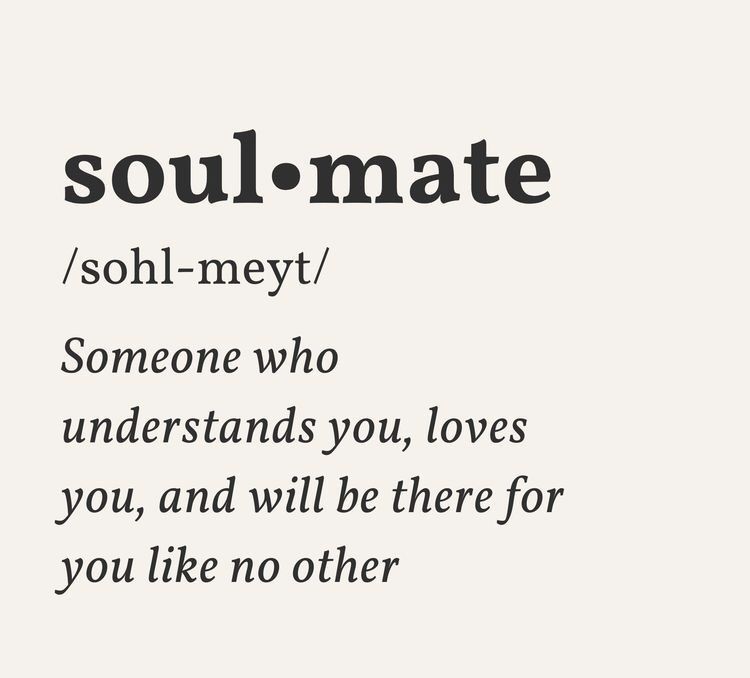 soul•mate
/sohl-meyt/
Someone who
understands you, loves
you, and will be there for
you like no other